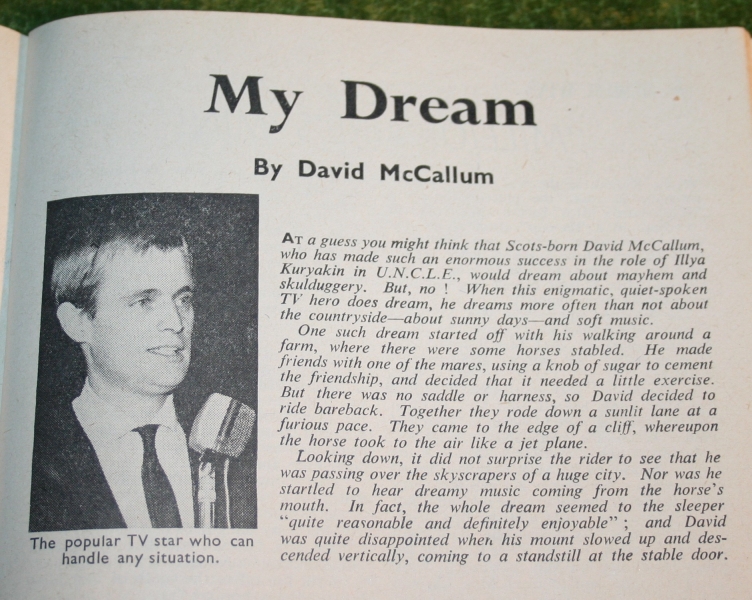 My Dream
By David McCallum
AT a guess you might think that Scots-born David McCallum,
who has made such an enormous success in the role of Illya
Kuryakin in U.N.C.L.E., would dream about mayhem and
skulduggery. But, no ! When this enigmatic, quiet-spoken
TV hero does dream, he dreams more often than not about
the countryside—about sunny days—and soft music.
One such dream started off with his walking around a
farm, where there were some horses stabled. He made
friends with one of the mares, using a knob of sugar to cement
the friendship, and decided that it needed a little exercise.
But there was no saddle or harness, so David decided to
ride bareback. Together they rode down a sunlit lane at a
furious pace. They came to the edge of a cliff, whereupon
the horse took to the air like a jet plane.
Looking down, it did not surprise the rider to see that he
was passing over the skyscrapers of a huge city. Nor was he
startled to hear dreamy music coming from the horse's
mouth. In fact, the whole dream seemed to the sleeper
"quite reasonable and definitely enjoyable" ; and David
was quite disappointed when his mount slowed up and des-
cended vertically, coming to a standstill at the stable door.
The popular TV star who can
handle any situation.